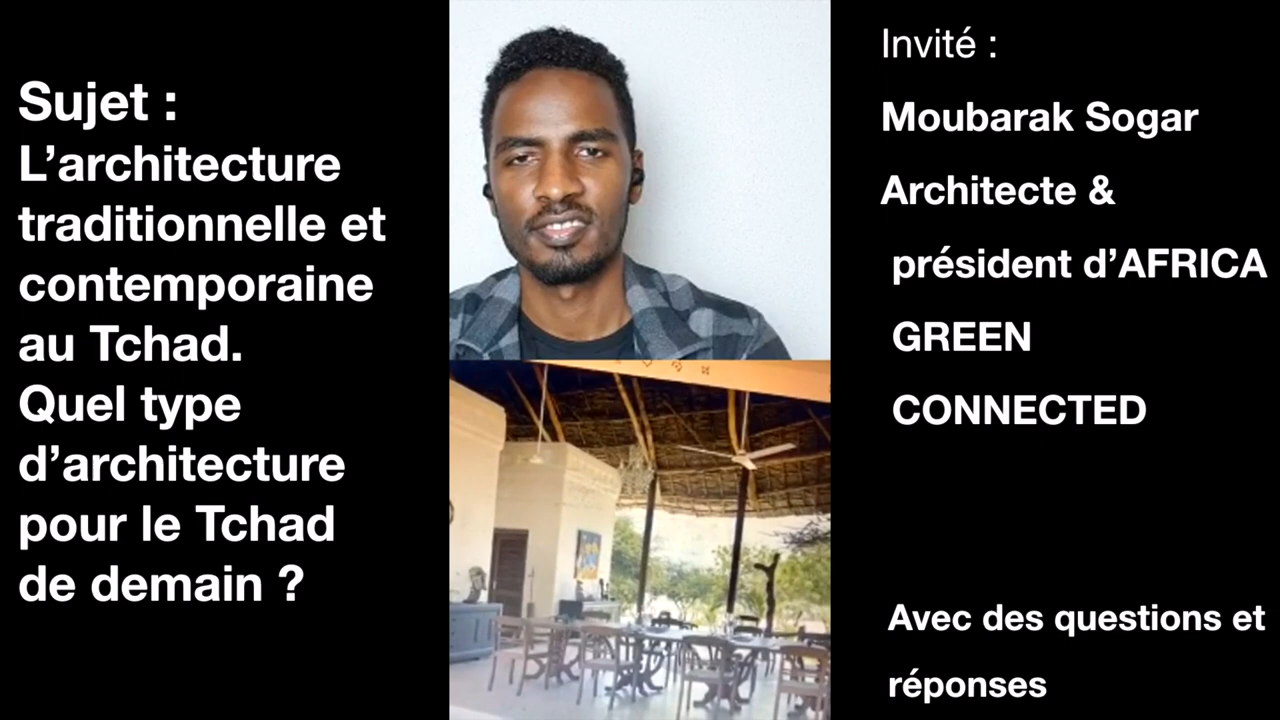 Sujet :
L’architecture
traditionnelle et
contemporaine
au Tchad.
Quel type
d’architecture
pour le Tchad
de demain ?
Invité :
Moubarak Sogar
Architecte &
président d’AFRICA
GREEN
CONNECTED
Avec des questions et
réponses